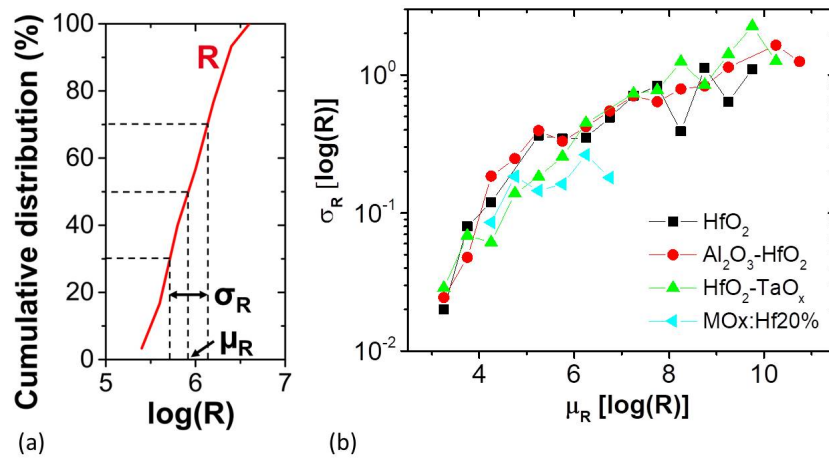 Cumulative distribution (%)
100
80
60
40
20
0
R
σR
μR
5 6 7
log(R)
(a)
σR [log(R)]
10⁰
10⁻¹
10⁻²
HfO₂
Al₂O₃-HfO₂
HfO₂-TaOₓ
MOx:Hf20%
4 6 8 10
μR [log(R)]
(b)